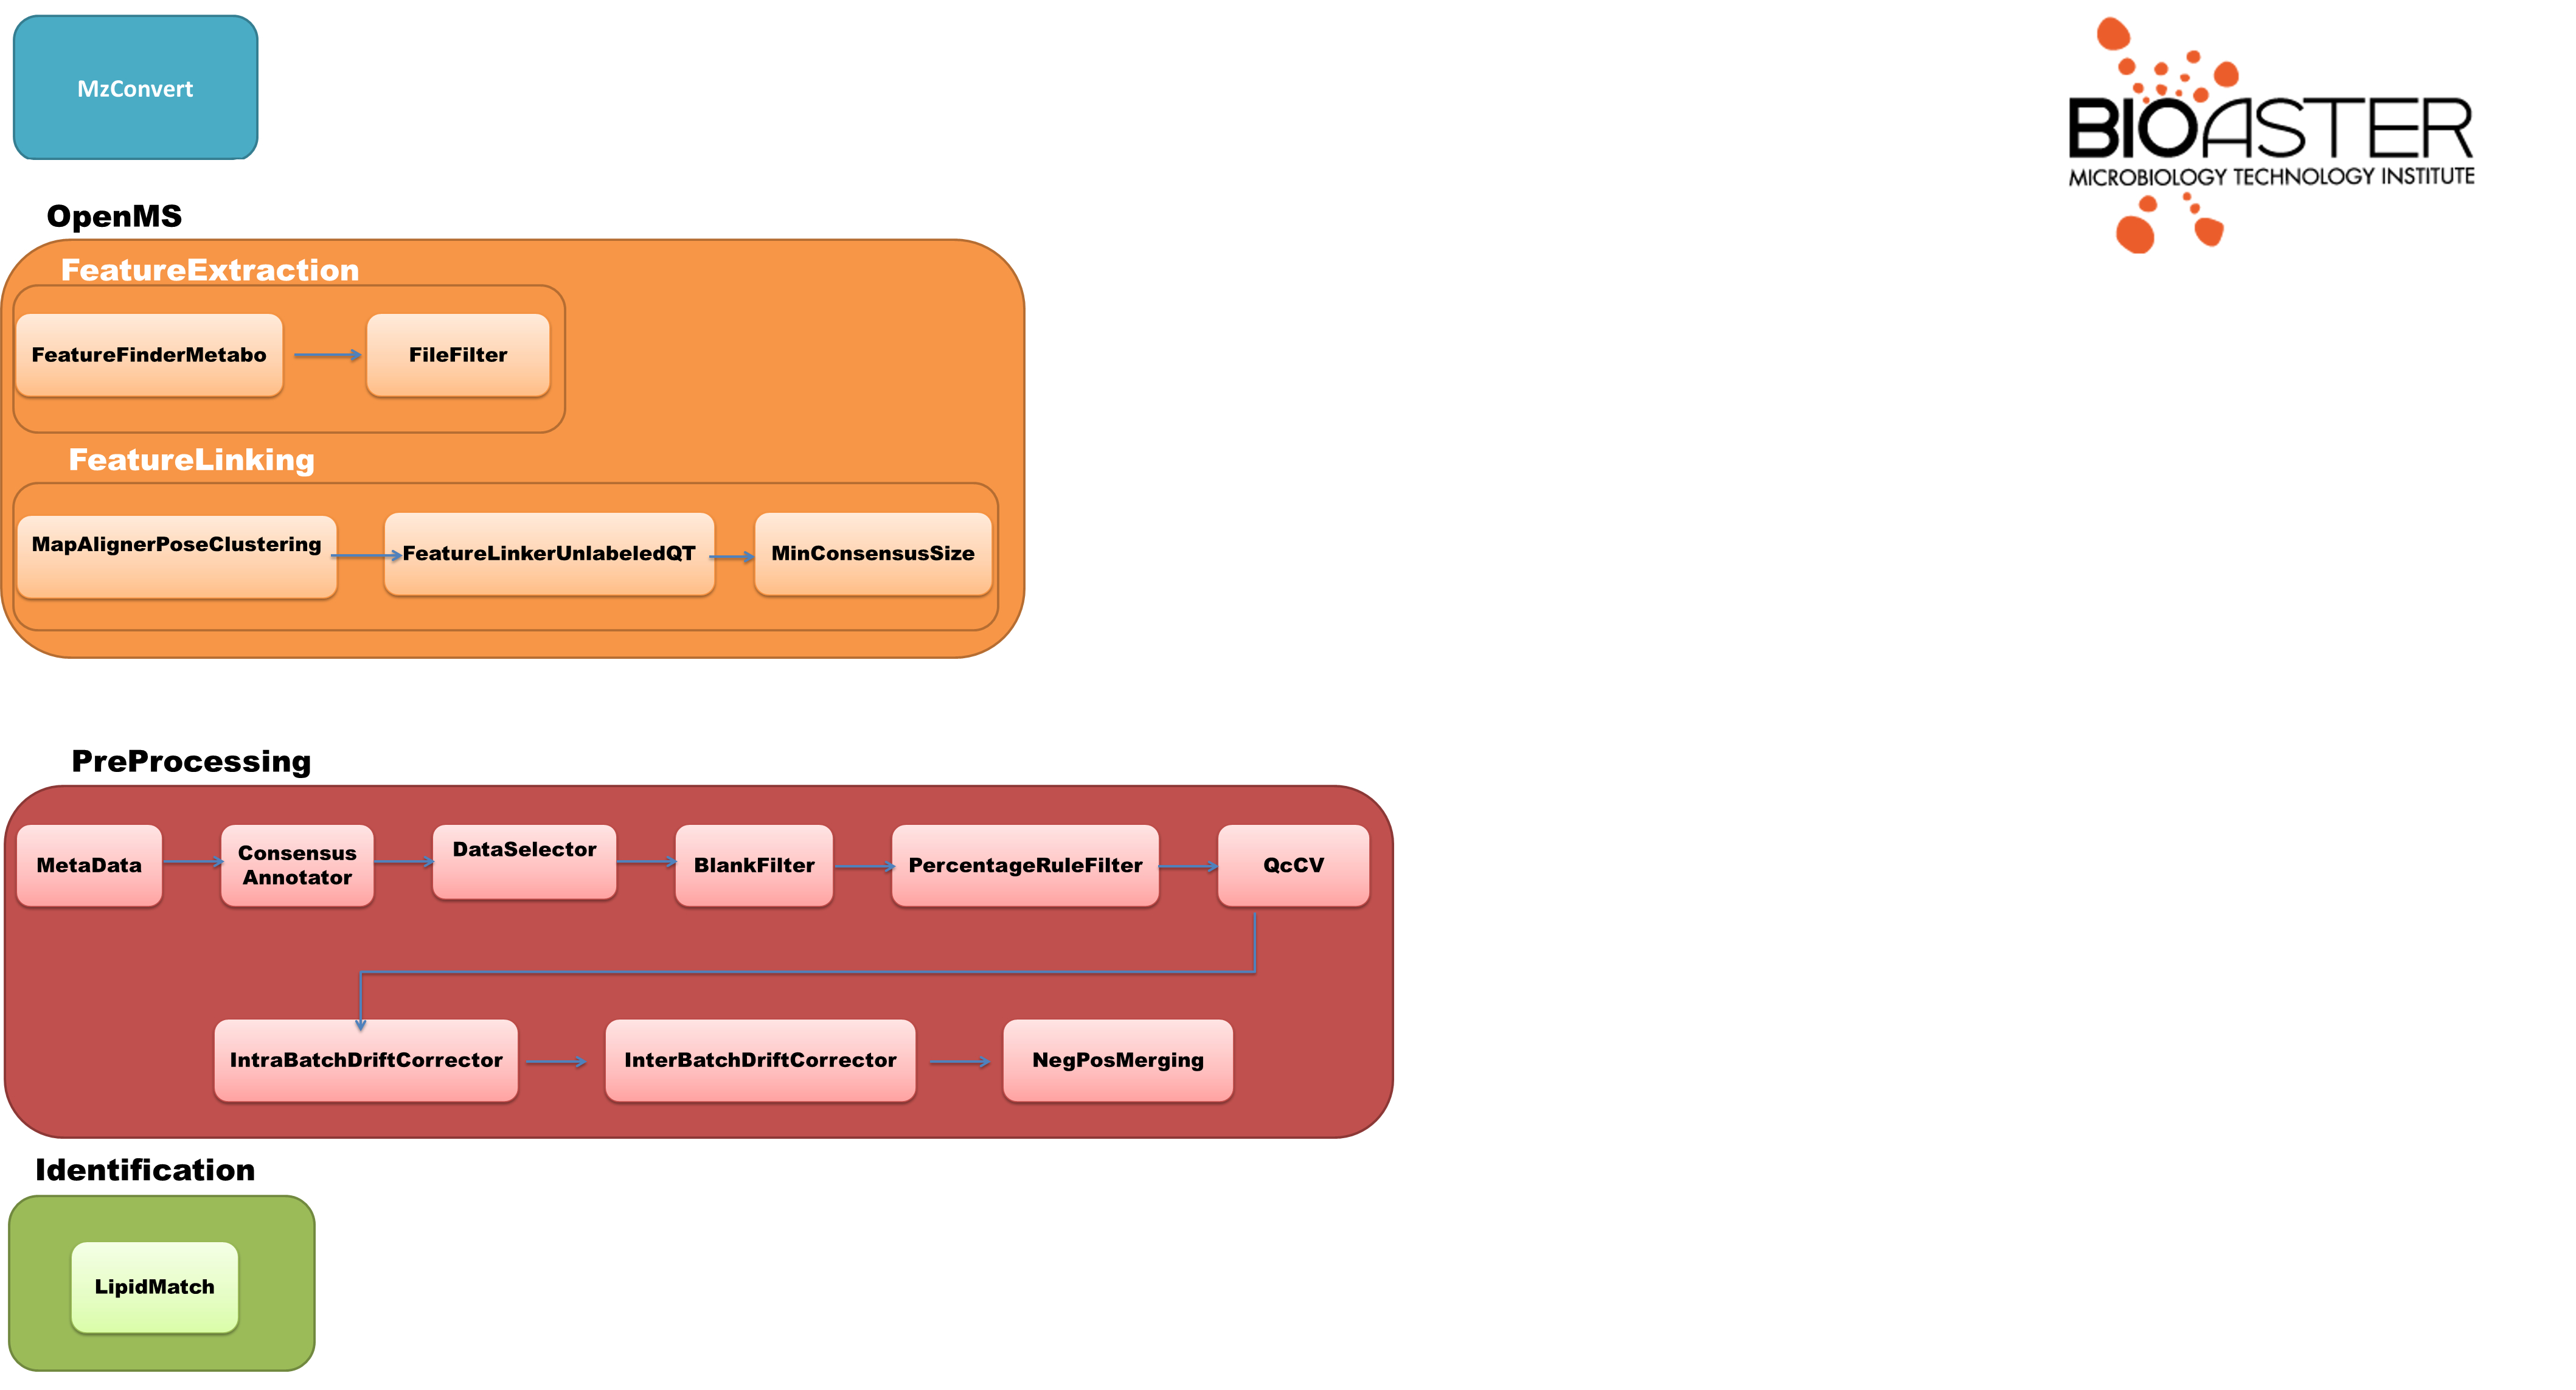 MzConvert
BIOASTER
MICROBIOLOGY TECHNOLOGY INSTITUTE
OpenMS
FeatureExtraction
FeatureFinderMetabo
FileFilter
FeatureLinking
MapAlignerPoseClustering
FeatureLinkerUnlabeledQT
MinConsensusSize
PreProcessing
MetaData
Consensus
Annotator
DataSelector
BlankFilter
PercentageRuleFilter
QcCV
IntraBatchDriftCorrector
InterBatchDriftCorrector
NegPosMerging
Identification
LipidMatch